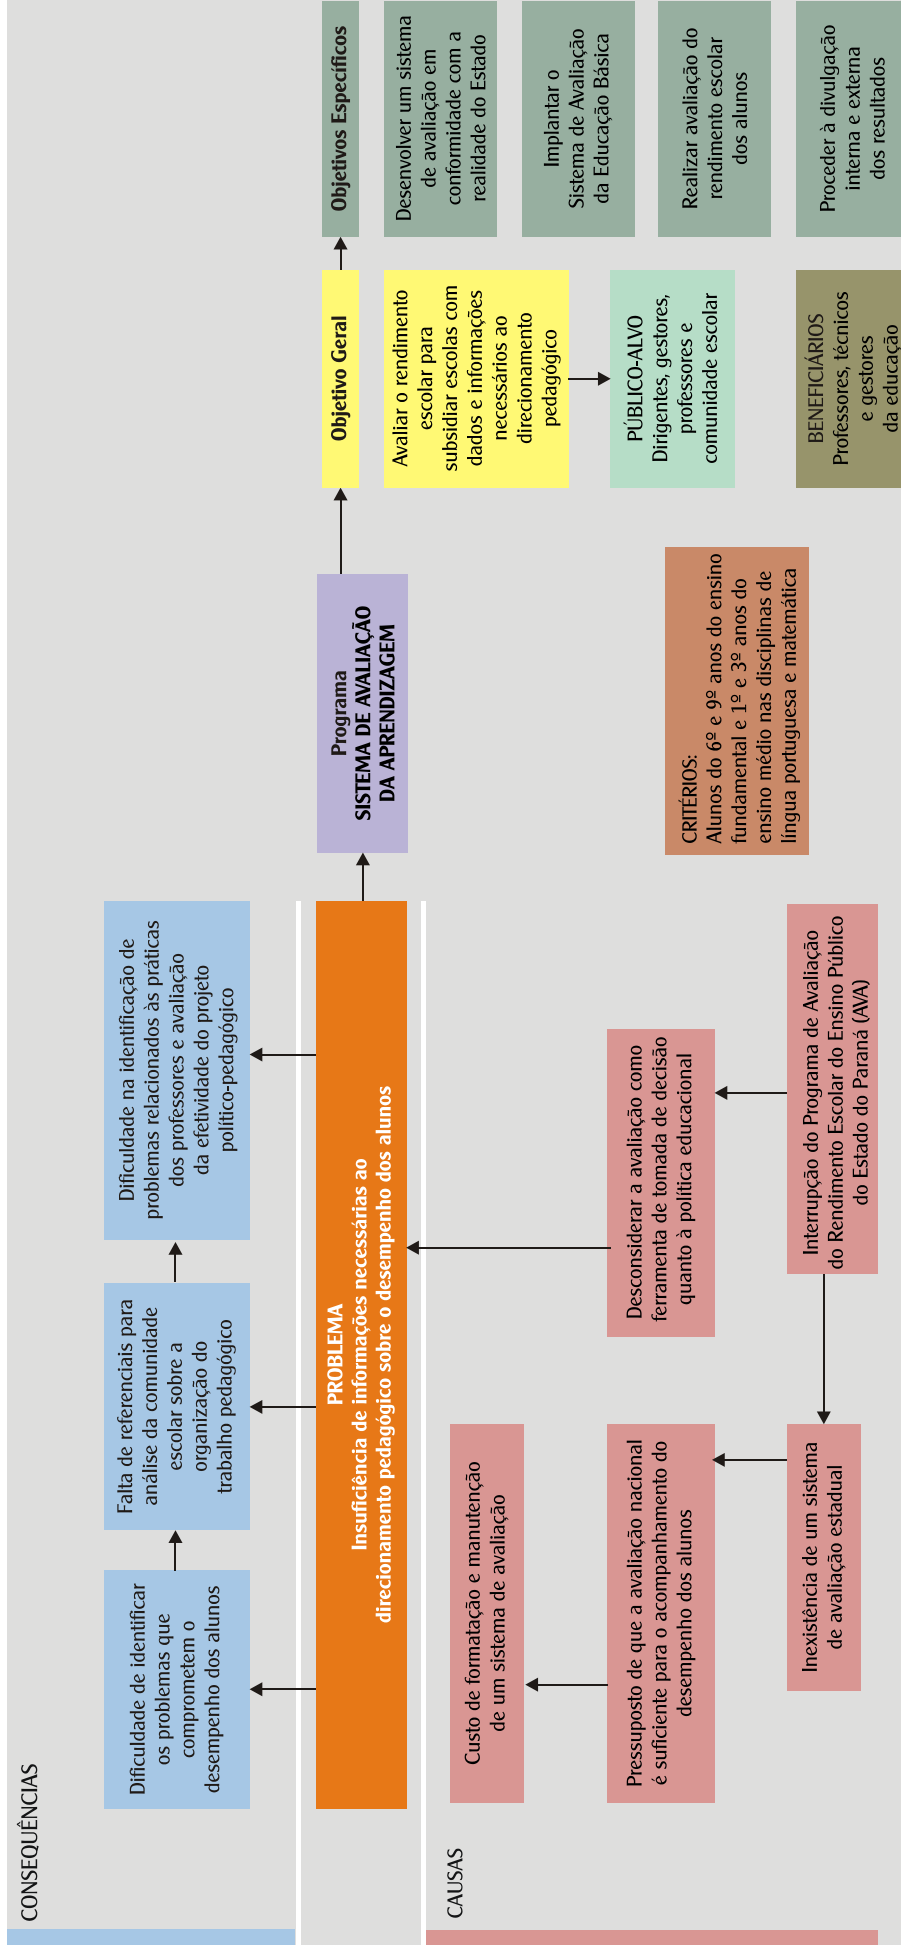 CONSEQUÊNCIAS
Dificuldade de identificar
os problemas que
comprometem o
desempenho dos alunos
Falta de referenciais para
análise da comunidade
escolar sobre a
organização do
trabalho pedagógico
Dificuldade na identificação de
problemas relacionados às práticas
dos professores e avaliação
da efetividade do projeto
político-pedagógico
PROBLEMA
Insuficiência de informações necessárias ao
direcionamento pedagógico sobre o desempenho dos alunos
CAUSAS
Custo de formatação e manutenção
de um sistema de avaliação
Pressuposto de que a avaliação nacional
é suficiente para o acompanhamento do
desempenho dos alunos
Desconsiderar a avaliação como
ferramenta de tomada de decisão
quanto à política educacional
Inexistência de um sistema
de avaliação estadual
Interrupção do Programa de Avaliação
do Rendimento Escolar do Ensino Público
do Estado do Paraná (AVA)
Programa
SISTEMA DE AVALIAÇÃO
DA APRENDIZAGEM
CRITÉRIOS:
Alunos do 6º e 9º anos do ensino
fundamental e 1º e 3º anos do
ensino médio nas disciplinas de
língua portuguesa e matemática
Objetivo Geral
Avaliar o rendimento
escolar para
subsidiar escolas com
dados e informações
necessários ao
direcionamento
pedagógico
PÚBLICO-ALVO
Dirigentes, gestores,
professores e
comunidade escolar
BENEFICIÁRIOS
Professores, técnicos
e gestores
da educação
Objetivos Específicos
Desenvolver um sistema
de avaliação em
conformidade com a
realidade do Estado
Implantar o
Sistema de Avaliação
da Educação Básica
Realizar avaliação do
rendimento escolar
dos alunos
Proceder à divulgação
interna e externa
dos resultados